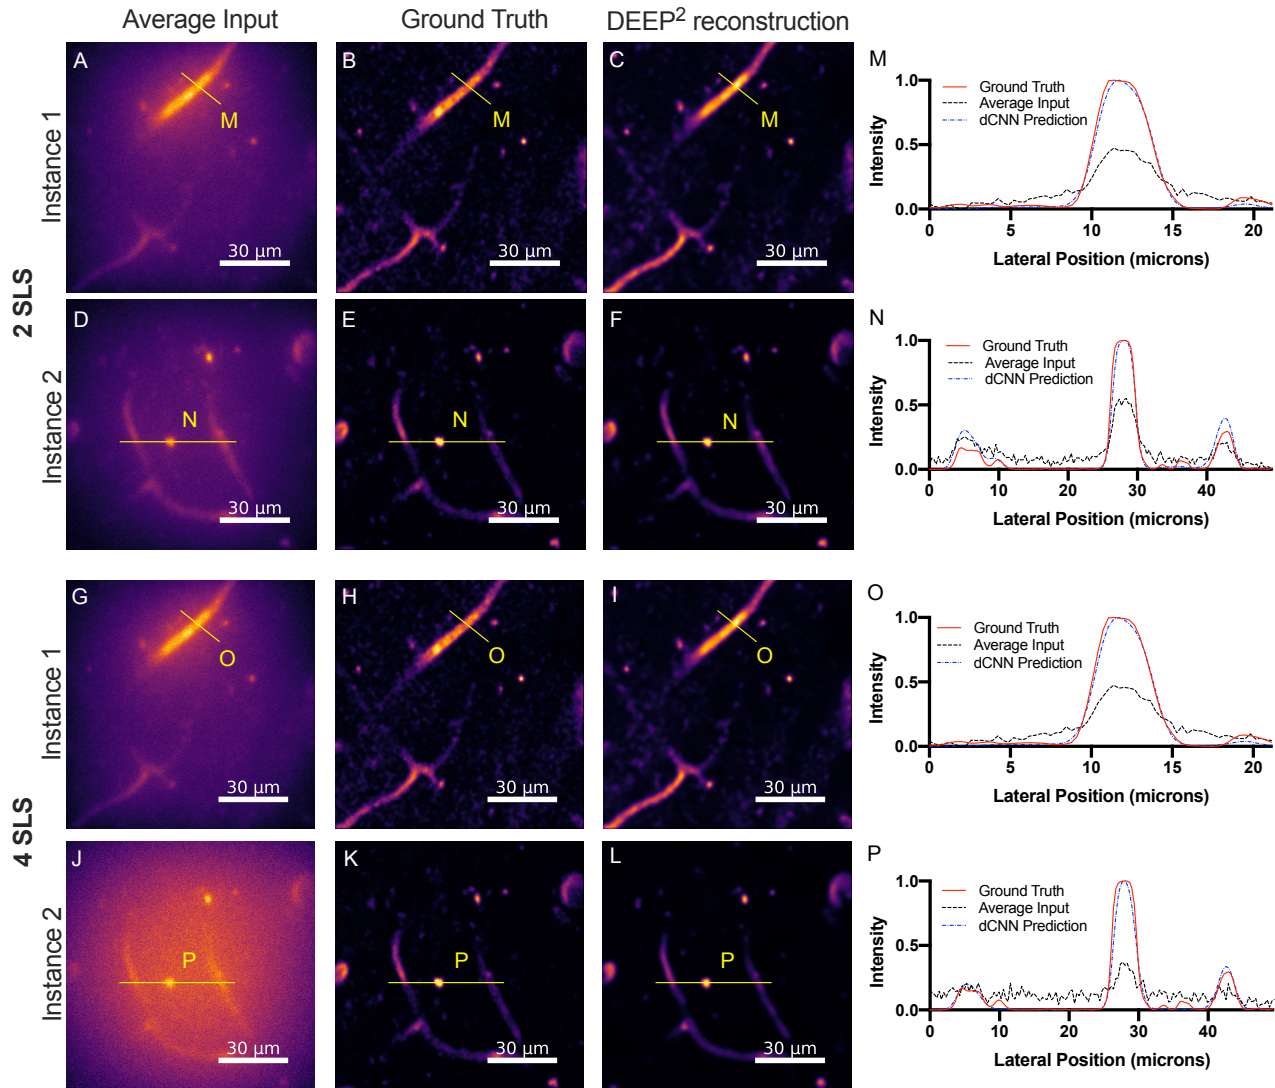 Average Input
Ground Truth
DEEP² reconstruction
2 SLS
Instance 1
A
M
30 µm
B
M
30 µm
C
M
30 µm
M
Intensity
1.0
0.5
0.0
Ground Truth
Average Input
dCNN Prediction
0 5 10 15 20
Lateral Position (microns)
Instance 2
D
N
30 µm
E
N
30 µm
F
N
30 µm
N
Intensity
1.0
0.5
0.0
Ground Truth
Average Input
dCNN Prediction
0 10 20 30 40
Lateral Position (microns)
4 SLS
Instance 1
G
O
30 µm
H
O
30 µm
I
O
30 µm
O
Intensity
1.0
0.5
0.0
Ground Truth
Average Input
dCNN Prediction
0 5 10 15 20
Lateral Position (microns)
Instance 2
J
P
30 µm
K
P
30 µm
L
P
30 µm
P
Intensity
1.0
0.5
0.0
Ground Truth
Average Input
dCNN Prediction
0 10 20 30 40
Lateral Position (microns)